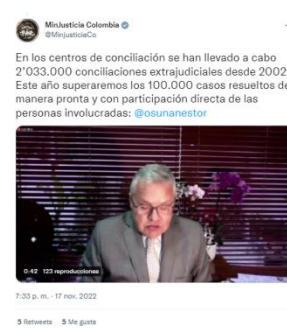 MinJusticia Colombia
@MinjusticiaCo
En los centros de conciliación se han llevado a cabo
2'033.000 conciliaciones extrajudiciales desde 2002
Este año superaremos los 100.000 casos resueltos de
manera pronta y con participación directa de las
personas involucradas: @osunanestor
0:42 123 reproducciones
7:33 p. m. · 17 nov. 2022
5 Retweets 5 Me gusta